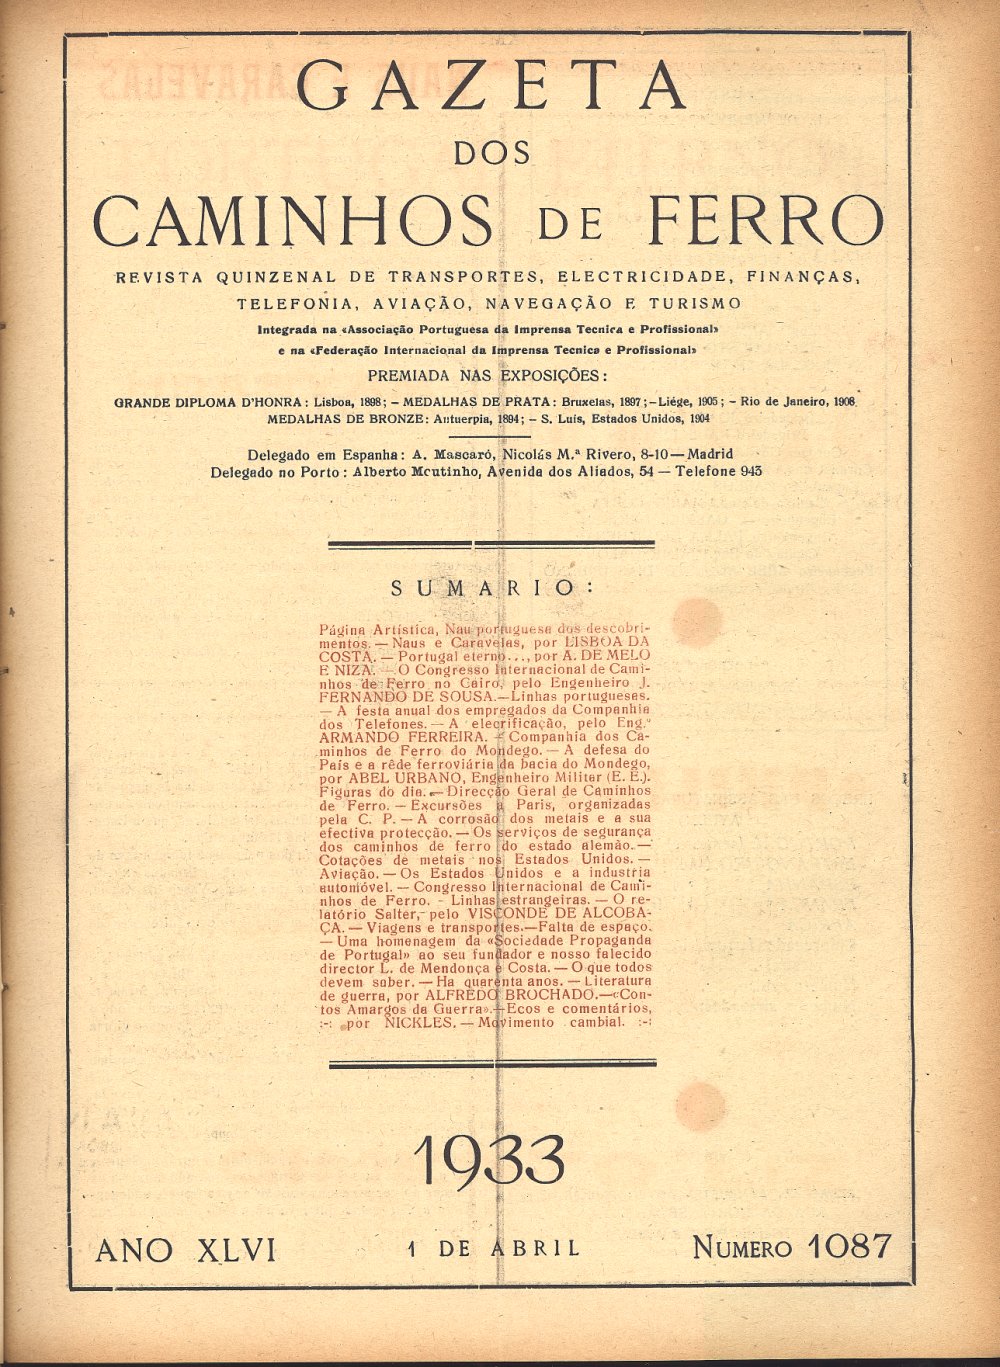 GAZETA
DOS
CAMINHOS DE FERRO
REVISTA QUINZENAL DE TRANSPORTES, ELECTRICIDADE, FINANÇAS,
TELEFONIA, AVIAÇÃO, NAVEGAÇÃO E TURISMO
Integrada na «Associação Portuguesa da Imprensa Tecnica e Profissional»
e na «Federação Internacional da Imprensa Tecnica e Profissional»
PREMIADA NAS EXPOSIÇÕES:
GRANDE DIPLOMA D'HONRA: Lisboa, 1898; – MEDALHAS DE PRATA: Bruxelas, 1897; – Liége, 1905; – Rio de Janeiro, 1908
MEDALHAS DE BRONZE: Antuerpia, 1894; – S. Luís, Estados Unidos, 1904
Delegado em Espanha: A. Mascaró, Nicolás M.ª Rivero, 8-10 — Madrid
Delegado no Porto: Alberto Moutinho, Avenida dos Aliados, 54 — Telefone 943
SUMARIO:
Página Artística, Nau portuguesa dos descobri-
mentos. — Naus e Caravelas, por LISBOA DA
COSTA. — Portugal eterno..., por A. DE MELO
E NIZA. — O Congresso Internacional de Cami-
nhos de Ferro no Cairo, pelo Engenheiro J.
FERNANDO DE SOUSA. — Linhas portuguesas.
— A festa anual dos empregados da Companhia
dos Telefones. — A elecrificação, pelo Eng.º
ARMANDO FERREIRA. — Companhia dos Ca-
minhos de Ferro do Mondego. — A defesa do
País e a rêde ferroviária da bacia do Mondego,
por ABEL URBANO, Engenheiro Militar (E. E.).
Figuras do dia. — Direcção Geral de Caminhos
de Ferro. — Excursões a Paris, organizadas
pela C. P. — A corrosão dos metais e a sua
efectiva protecção. — Os serviços de segurança
dos caminhos de ferro do estado alemão. —
Cotações de metais nos Estados Unidos. —
Aviação. — Os Estados Unidos e a industria
automóvel. — Congresso Internacional de Cami-
nhos de Ferro. - Linhas estrangeiras. — O re-
latório Salter, pelo VISCONDE DE ALCOBA-
ÇA. — Viagens e transportes. — Falta de espaço.
— Uma homenagem da «Sociedade Propaganda
de Portugal» ao seu fundador e nosso falecido
director L. de Mendonça e Costa. — O que todos
devem saber. — Ha quarenta anos. — Literatura
de guerra, por ALFREDO BROCHADO. — «Con-
tos Amargos da Guerra». — Ecos e comentários,
:-: por NICKLES. — Movimento cambial. :-:
1933
ANO XLVI 1 DE ABRIL NUMERO 1087